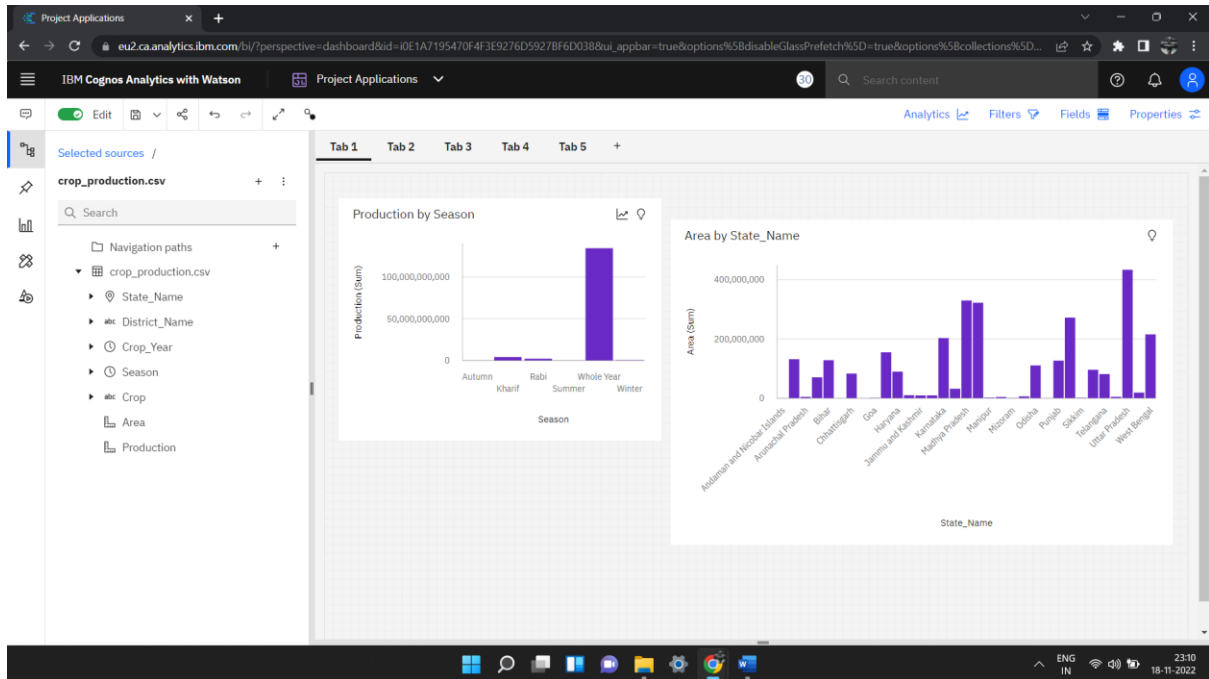 Project Applications
eu2.ca.analytics.ibm.com/bi/?perspective=dashboard&id=i0E1A7195470F4F3E9276D5927BF6D038&ui_appbar=true&options%5BdisableGlassPrefetch%5D=true&options%5Bcollections%5D...
IBM Cognos Analytics with Watson
Project Applications
30
Search content
Edit
Analytics
Filters
Fields
Properties
Selected sources /
Tab 1 Tab 2 Tab 3 Tab 4 Tab 5 +
crop_production.csv
Search
Navigation paths
crop_production.csv
State_Name
abc District_Name
Crop_Year
Season
abc Crop
Area
Production
Production by Season
Production (Sum)
100,000,000,000
50,000,000,000
0
Autumn Rabi Whole Year
Kharif Summer Winter
Season
Area by State_Name
Area (Sum)
400,000,000
200,000,000
0
Andaman and Nicobar Islands
Arunachal Pradesh
Bihar
Chhattisgarh
Goa
Haryana
Jammu and Kashmir
Karnataka
Madhya Pradesh
Manipur
Mizoram
Odisha
Punjab
Sikkim
Telangana
Uttar Pradesh
West Bengal
State_Name
ENG
IN
23:10
18-11-2022